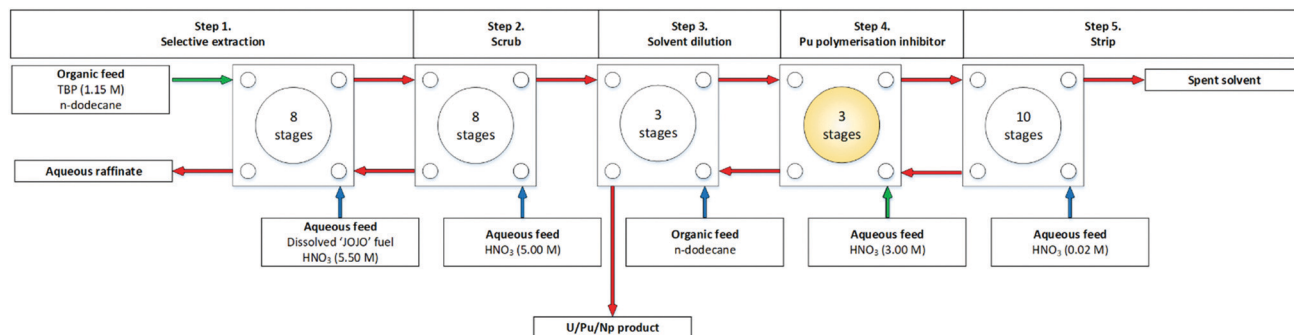 Step 1.
Selective extraction
Step 2.
Scrub
Step 3.
Solvent dilution
Step 4.
Pu polymerisation inhibitor
Step 5.
Strip
Organic feed
TBP (1.15 M)
n-dodecane
8
stages
8
stages
3
stages
3
stages
10
stages
Spent solvent
Aqueous raffinate
Aqueous feed
Dissolved ‘JOJO’ fuel
HNO₃ (5.50 M)
Aqueous feed
HNO₃ (5.00 M)
Organic feed
n-dodecane
Aqueous feed
HNO₃ (3.00 M)
Aqueous feed
HNO₃ (0.02 M)
U/Pu/Np product